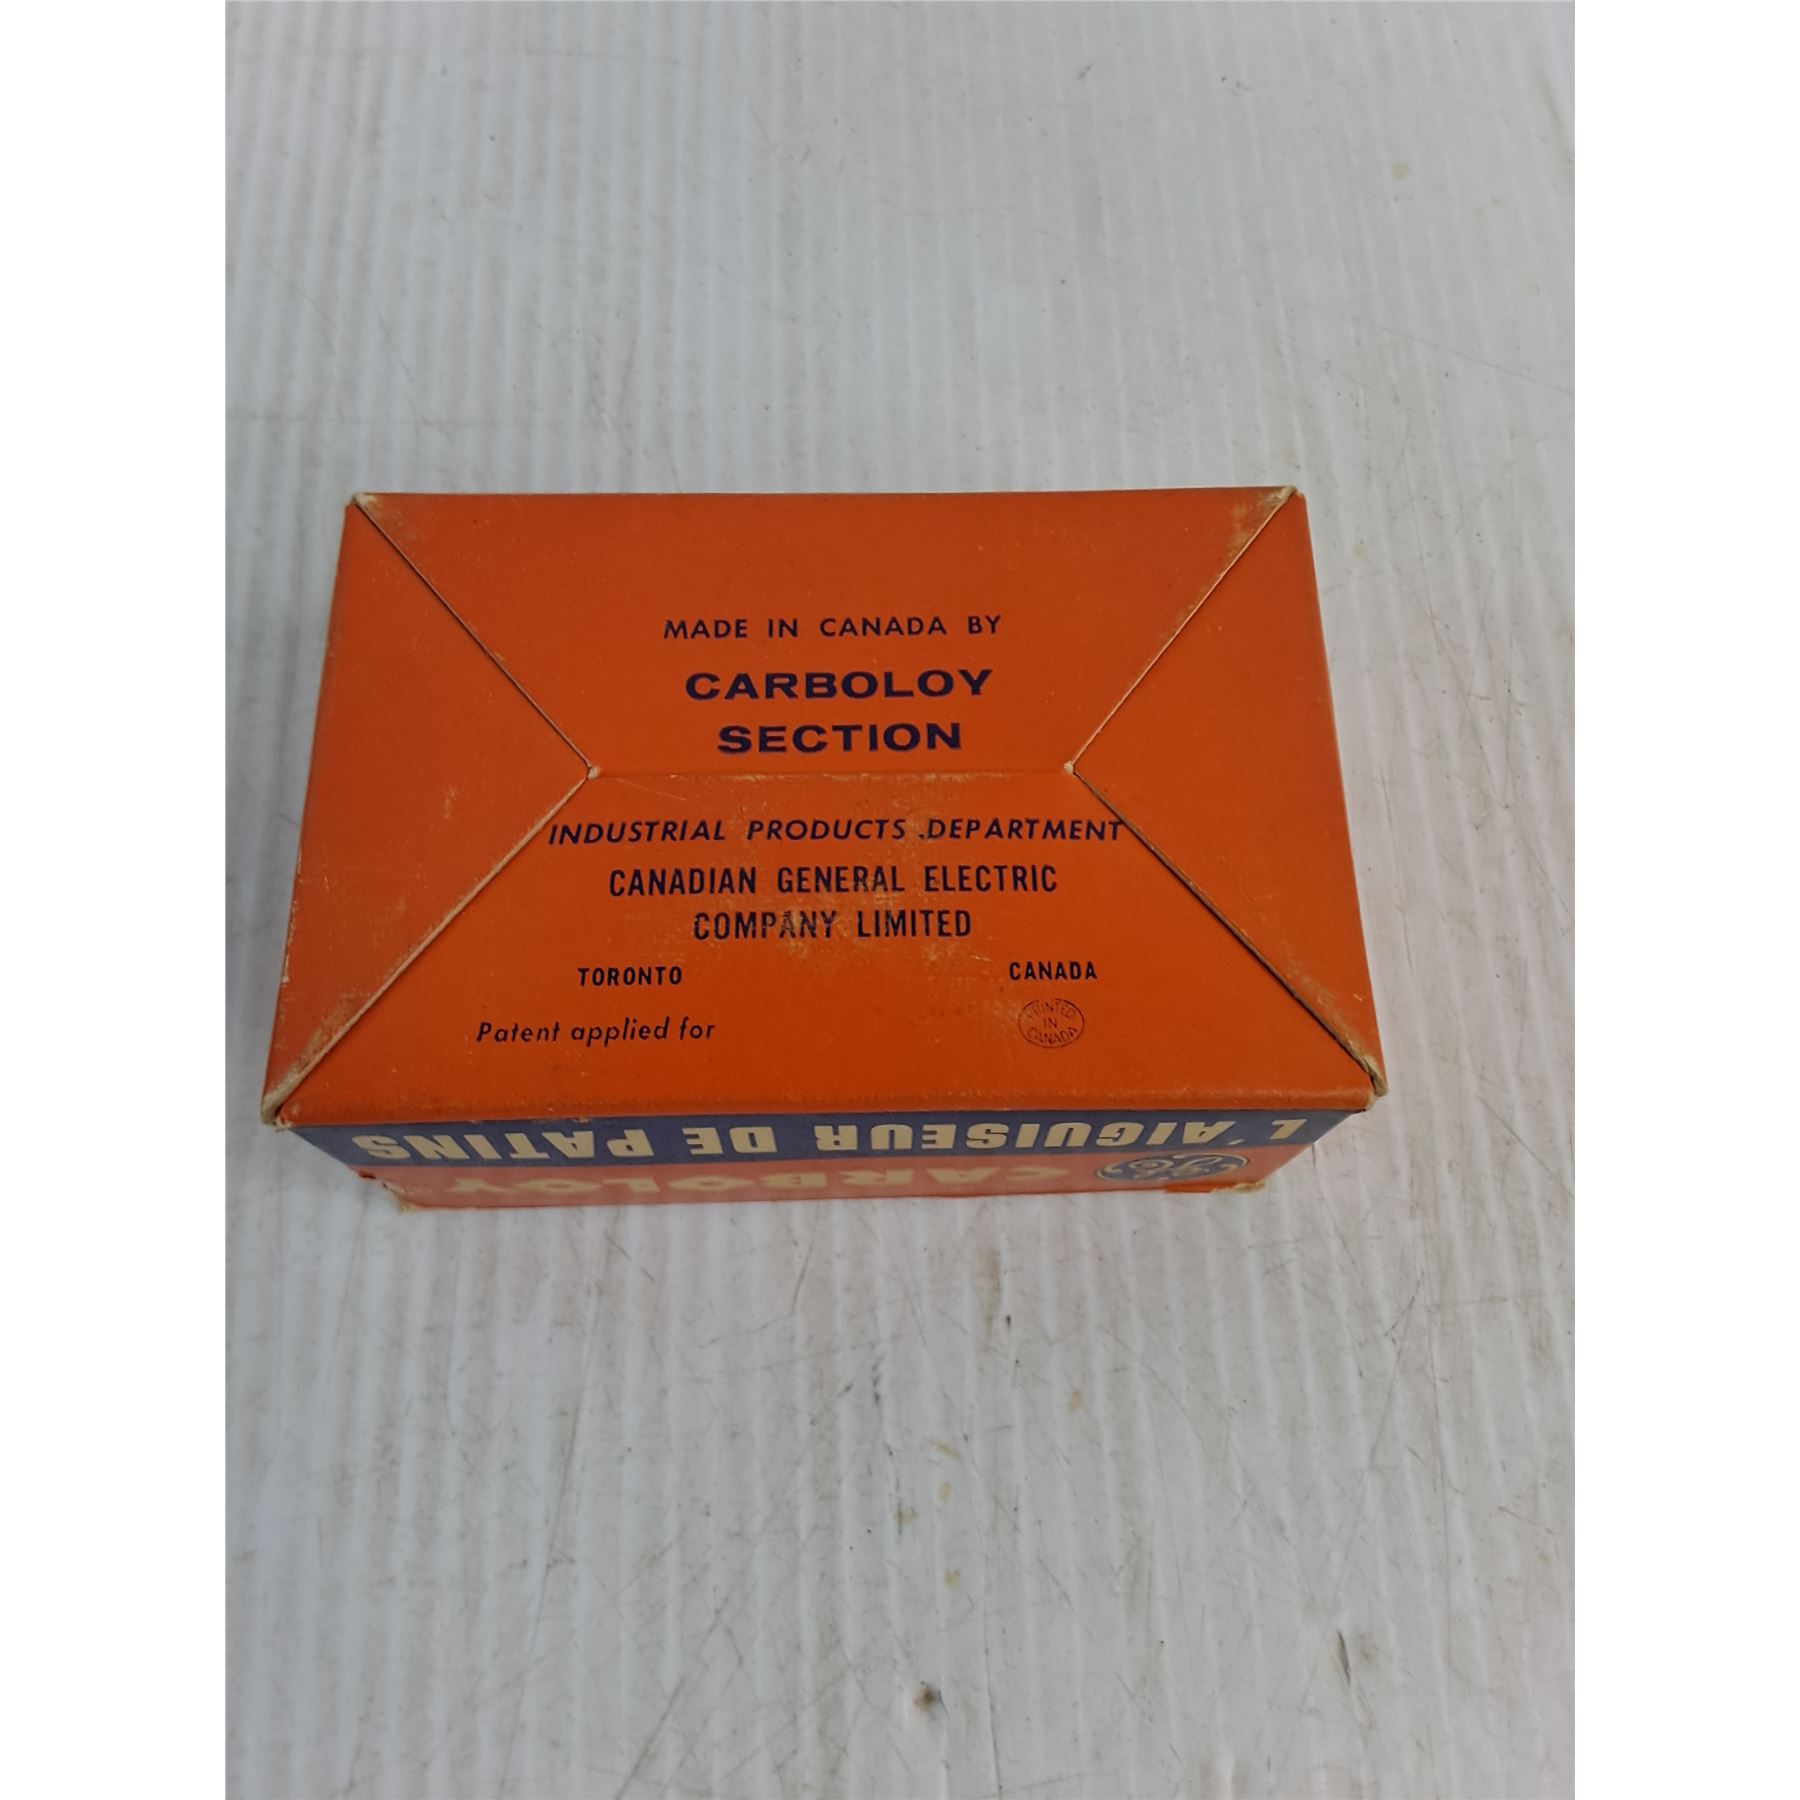 MADE IN CANADA BY
CARBOLOY
SECTION
INDUSTRIAL PRODUCTS DEPARTMENT
CANADIAN GENERAL ELECTRIC
COMPANY LIMITED
TORONTO CANADA
Patent applied for
PRINTED
IN
CANADA
L'AIGUISEUR DE PATINS
GE CARBOLOY